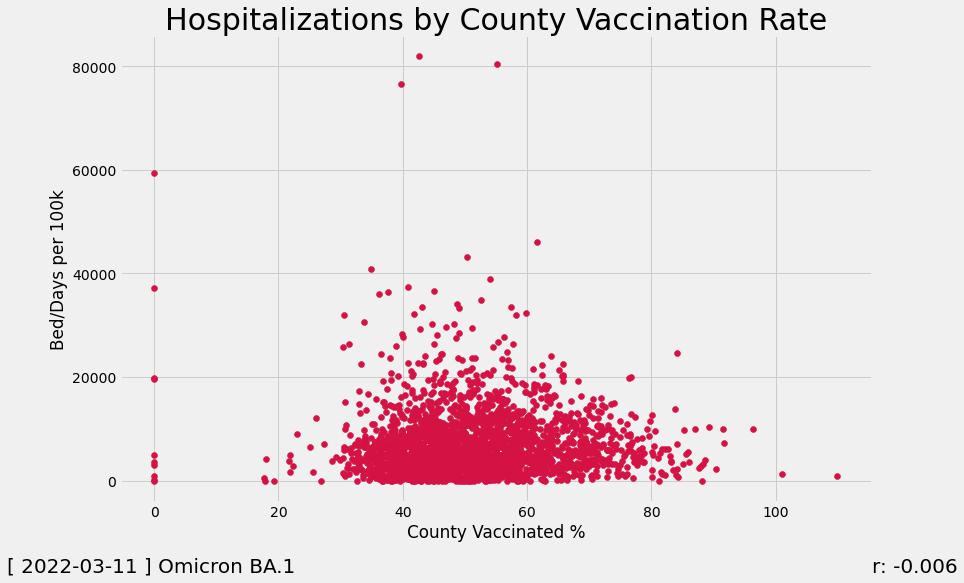 Hospitalizations by County Vaccination Rate
80000
60000
40000
20000
0
Bed/Days per 100k
0 20 40 60 80 100
County Vaccinated %
[ 2022-03-11 ] Omicron BA.1
r: -0.006